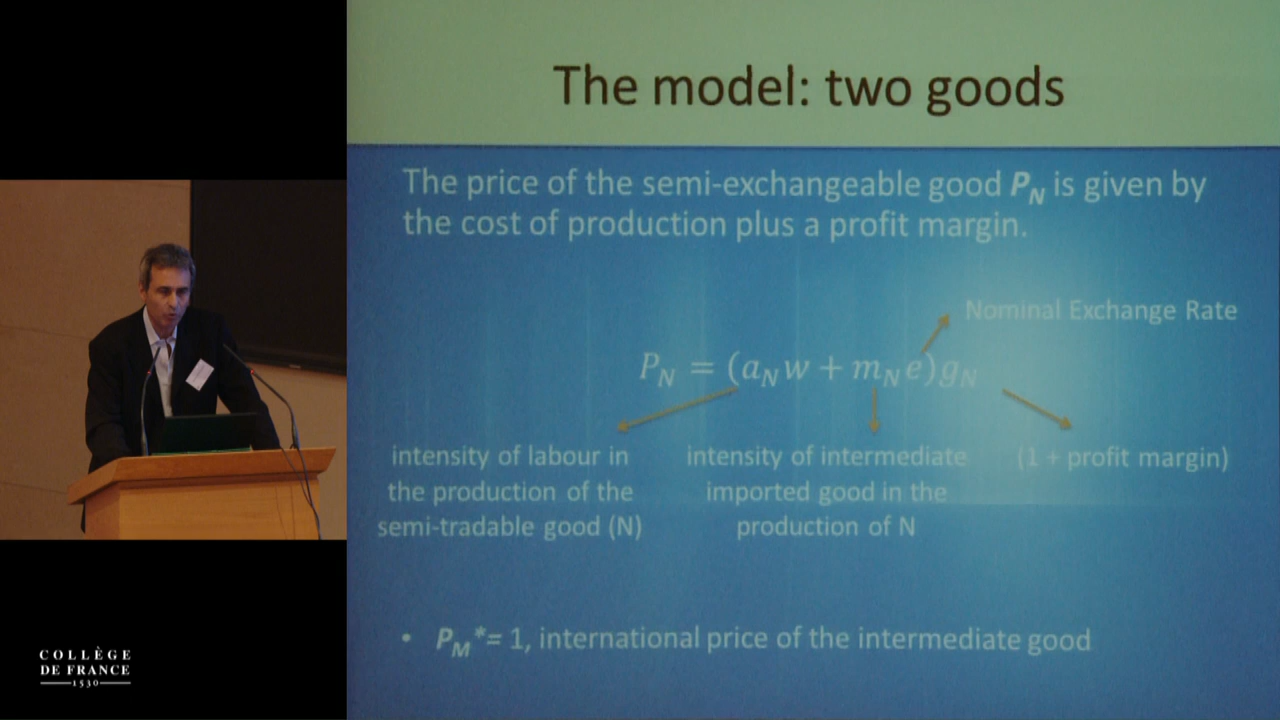 The model: two goods
The price of the semi-exchangeable good P_N is given by
the cost of production plus a profit margin.
Nominal Exchange Rate
P_N = (a_N w + m_N e)g_N
intensity of labour in
the production of the
semi-tradable good (N)
intensity of intermediate
imported good in the
production of N
(1 + profit margin)
• P_M*= 1, international price of the intermediate good
COLLÈGE
DE FRANCE
1530